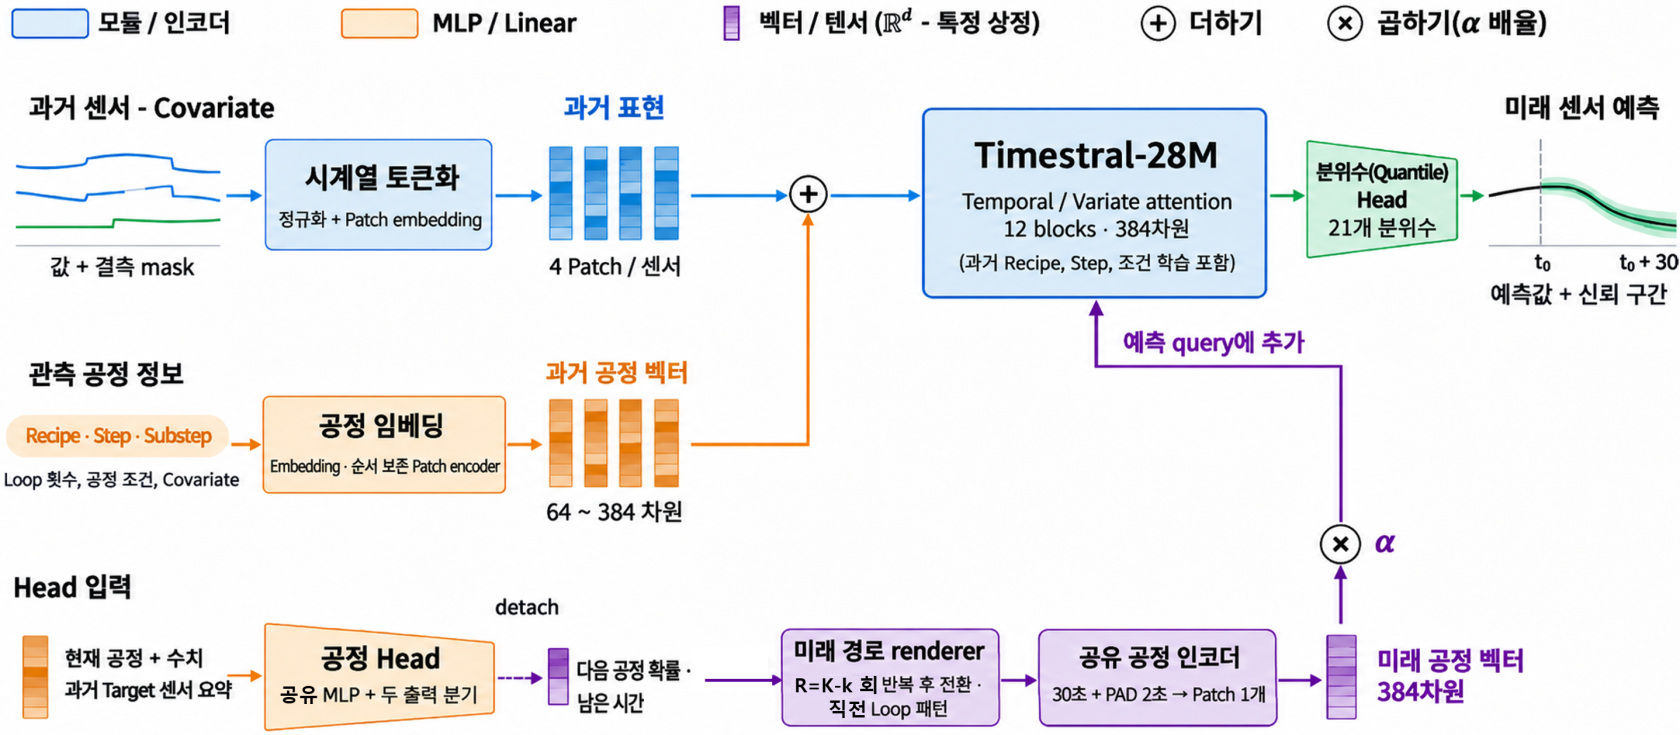 모듈 / 인코더
MLP / Linear
벡터 / 텐서 (ℝᵈ - 톡정 상정)
+ 더하기
× 곱하기(α 배율)
과거 센서 - Covariate
값 + 결측 mask
시계열 토큰화
정규화 + Patch embedding
과거 표현
4 Patch / 센서
+
Timestral-28M
Temporal / Variate attention
12 blocks · 384차원
(과거 Recipe, Step, 조건 학습 포함)
분위수(Quantile)
Head
21개 분위수
미래 센서 예측
t₀
t₀ + 30
예측값 + 신뢰 구간
예측 query에 추가
관측 공정 정보
Recipe · Step · Substep
Loop 횟수, 공정 조건, Covariate
공정 임베딩
Embedding · 순서 보존 Patch encoder
과거 공정 벡터
64 ~ 384 차원
× α
Head 입력
현재 공정 + 수치
과거 Target 센서 요약
공정 Head
공유 MLP + 두 출력 분기
detach
다음 공정 확률 ·
남은 시간
미래 경로 renderer
R=K-k 회 반복 후 전환 ·
직전 Loop 패턴
공유 공정 인코더
30초 + PAD 2초 → Patch 1개
미래 공정 벡터
384차원